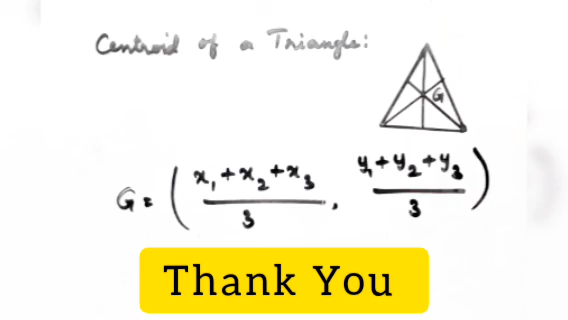 Centroid of a Triangle:
G
G = ( x₁+x₂+x₃ / 3 , y₁+y₂+y₃ / 3 )
Thank You